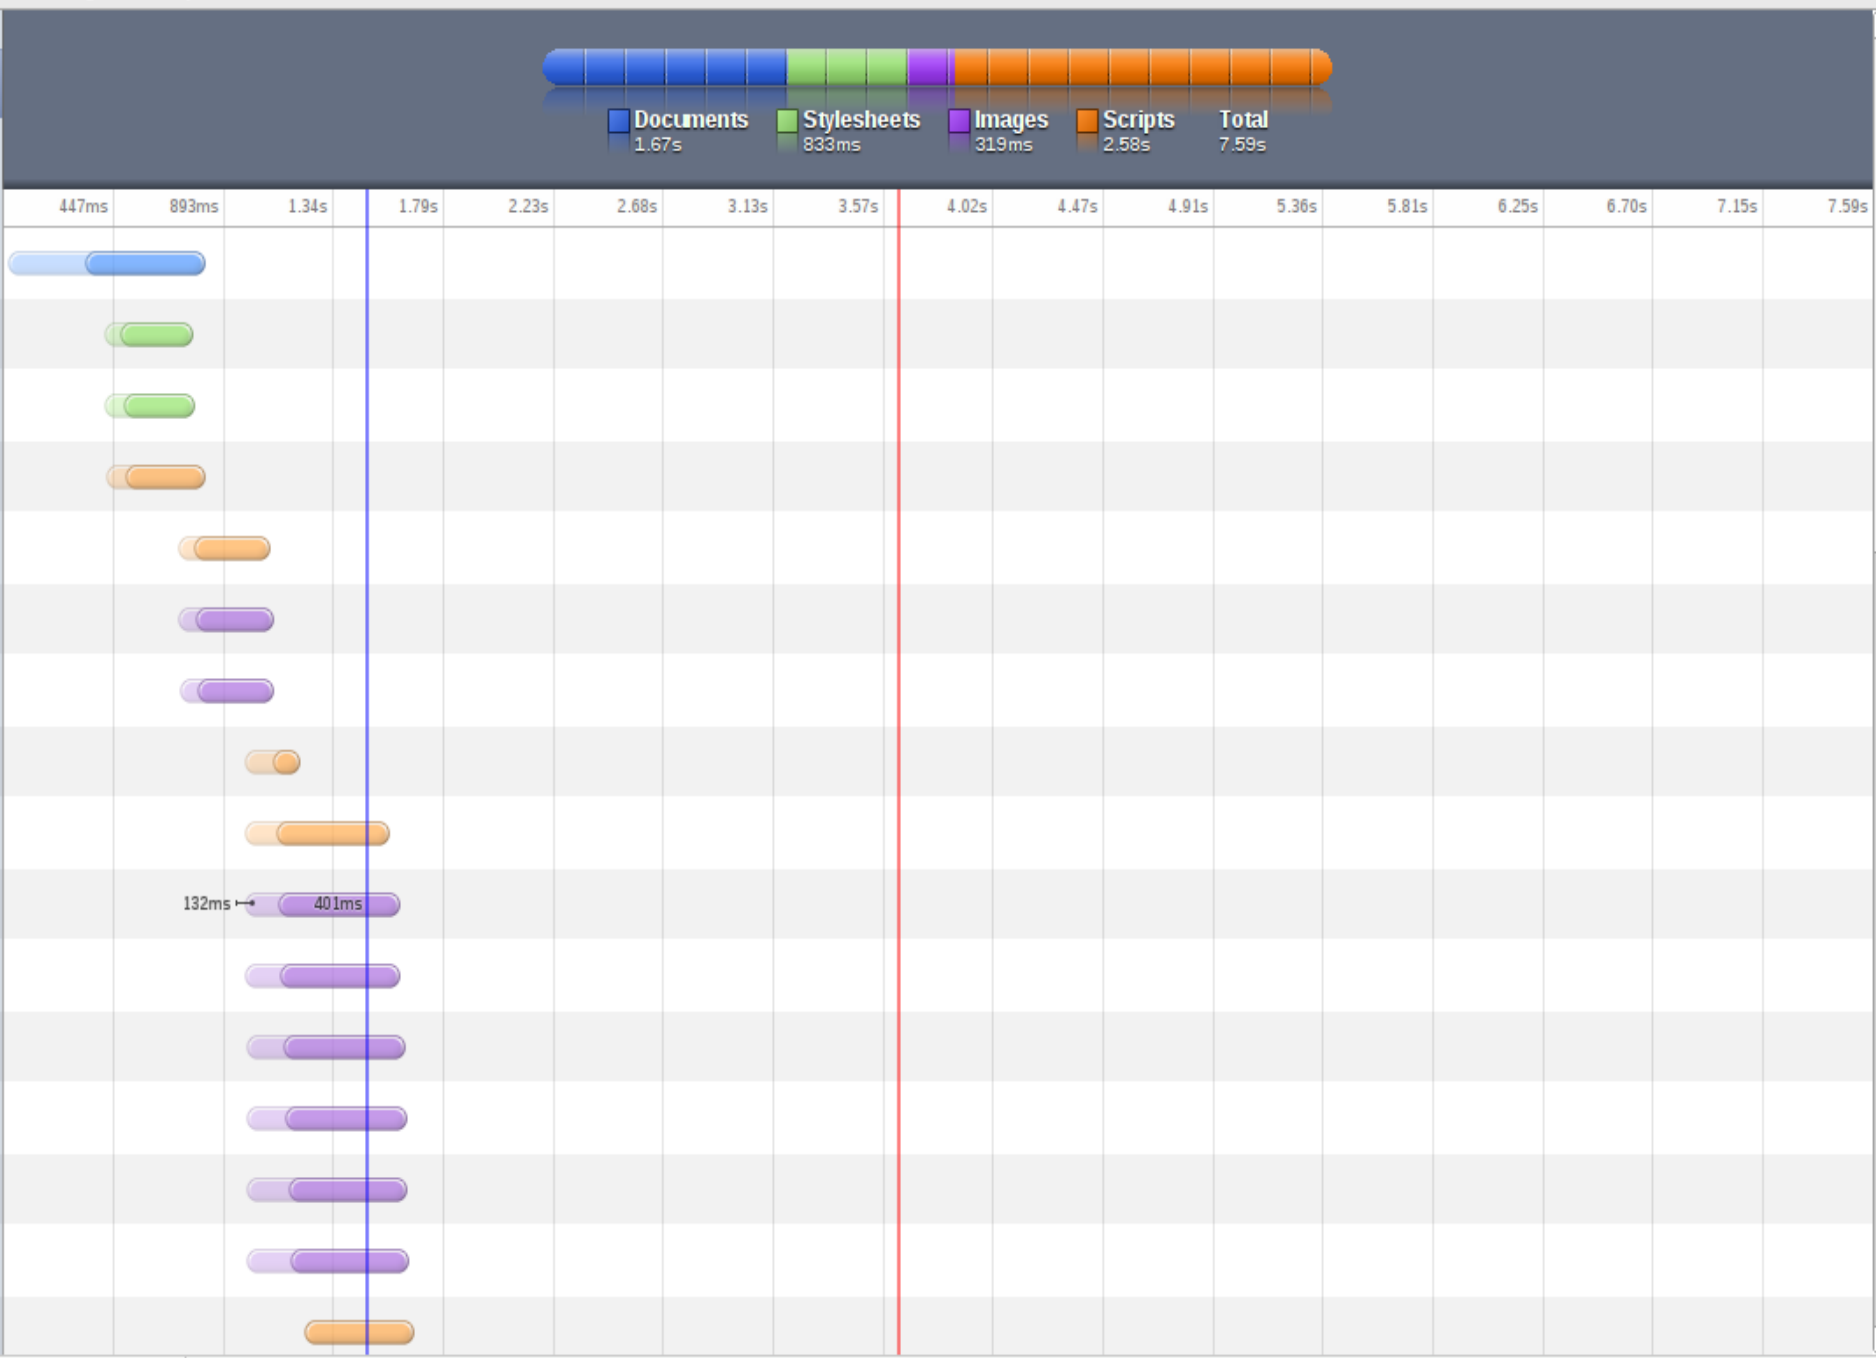 Documents Stylesheets Images Scripts Total
1.67s 833ms 319ms 2.58s 7.59s
447ms 893ms 1.34s 1.79s 2.23s 2.68s 3.13s 3.57s 4.02s 4.47s 4.91s 5.36s 5.81s 6.25s 6.70s 7.15s 7.59s
132ms 401ms